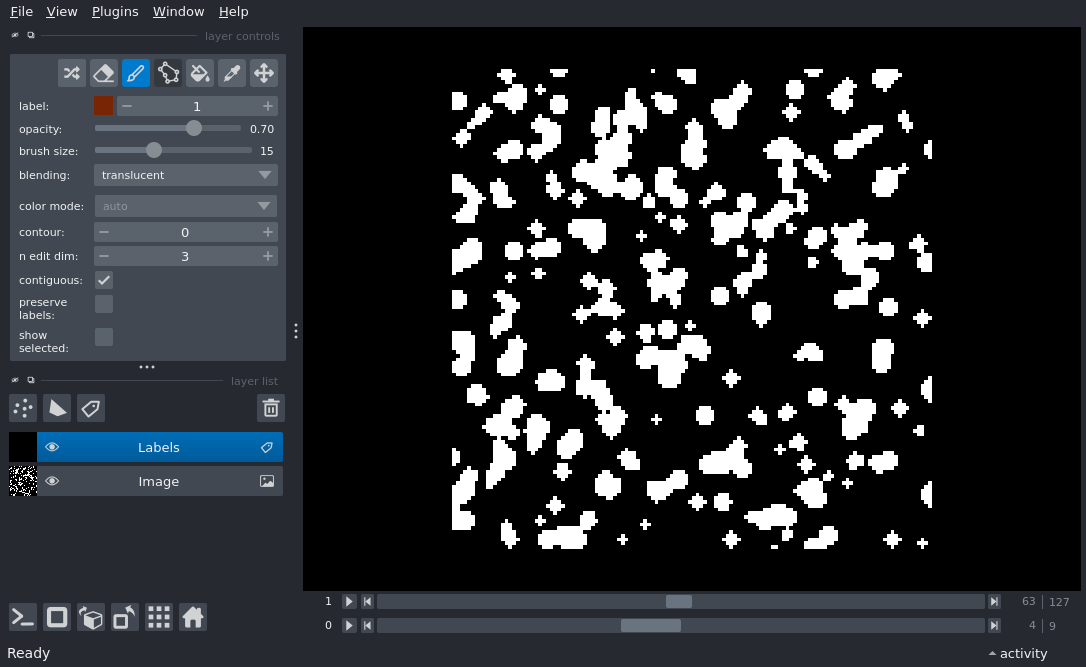 File View Plugins Window Help
layer controls
label: 1
opacity: 0.70
brush size: 15
blending: translucent
color mode: auto
contour: 0
n edit dim: 3
contiguous:
preserve
labels:
show
selected:
layer list
Labels
Image
1 63 127
0 4 9
Ready activity